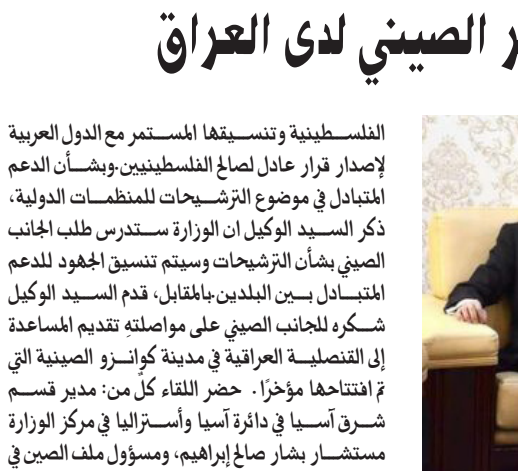 ر الصيني لدى العراق
الفلسطينية وتنسيقها المستمر مع الدول العربية
لإصدار قرار عادل لصالح الفلسطينيين.وبشأن الدعم
المتبادل في موضوع الترشيحات للمنظمات الدولية،
ذكر السيد الوكيل ان الوزارة ستدرس طلب الجانب
الصيني بشأن الترشيحات وسيتم تنسيق الجهود للدعم
المتبادل بين البلدين.بالمقابل، قدم السيد الوكيل
شكره للجانب الصيني على مواصلتهِ تقديم المساعدة
إلى القنصلية العراقية في مدينة كوانزو الصينية التي
تم افتتاحها مؤخرًا. حضر اللقاء كلّ من: مدير قسم
شرق آسيا في دائرة آسيا وأستراليا في مركز الوزارة
مستشار بشار صالح إبراهيم، ومسؤول ملف الصين في